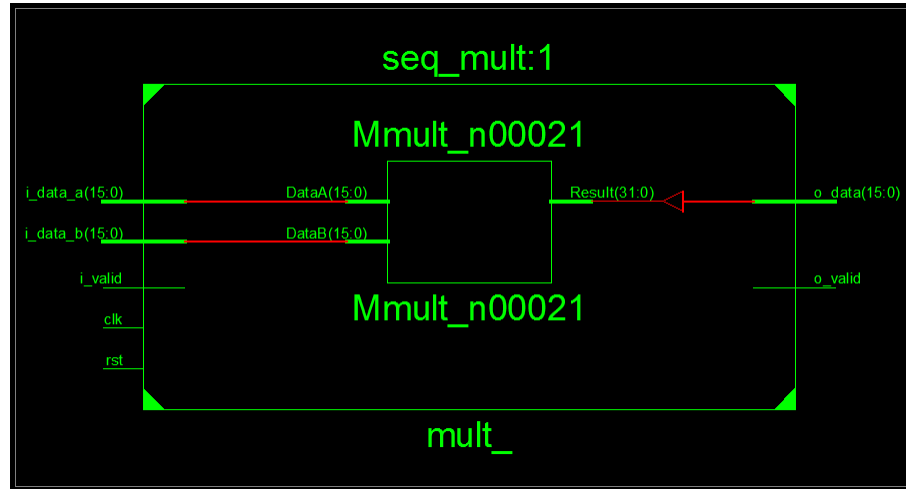 seq_mult:1
Mmult_n00021
i_data_a(15:0) DataA(15:0) Result(31:0) o_data(15:0)
i_data_b(15:0) DataB(15:0)
i_valid o_valid
Mmult_n00021
clk
rst
mult_